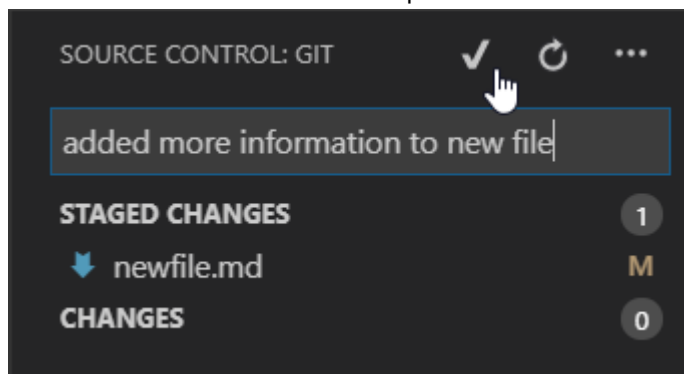 SOURCE CONTROL: GIT
added more information to new file
STAGED CHANGES 1
newfile.md M
CHANGES 0